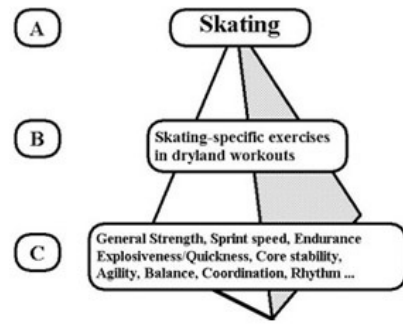 A
Skating
B
Skating-specific exercises
in dryland workouts
C
General Strength, Sprint speed, Endurance
Explosiveness/Quickness, Core stability,
Agility, Balance, Coordination, Rhythm ...